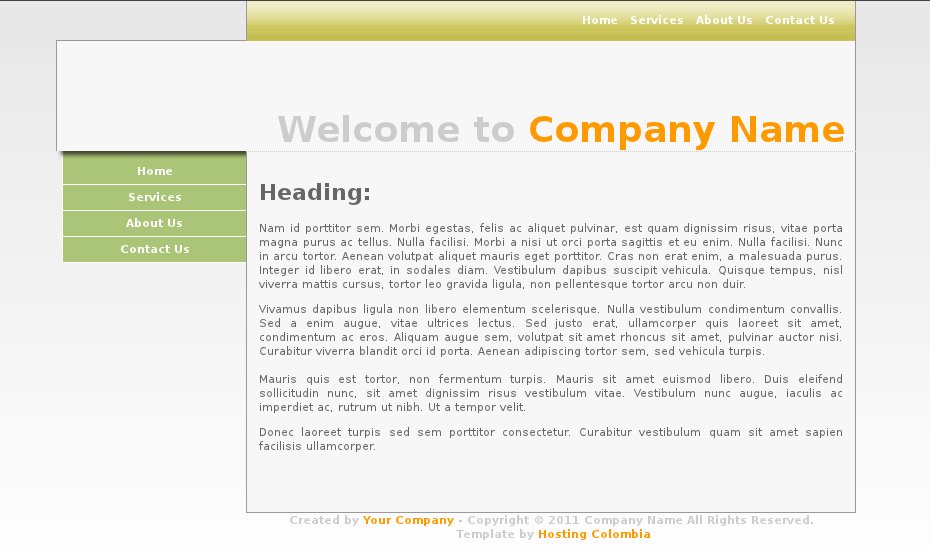 Home Services About Us Contact Us
Welcome to Company Name
Home
Services
About Us
Contact Us
Heading:
Nam id porttitor sem. Morbi egestas, felis ac aliquet pulvinar, est quam dignissim risus, vitae porta
magna purus ac tellus. Nulla facilisi. Morbi a nisi ut orci porta sagittis et eu enim. Nulla facilisi. Nunc
in arcu tortor. Aenean volutpat aliquet mauris eget porttitor. Cras non erat enim, a malesuada purus.
Integer id libero erat, in sodales diam. Vestibulum dapibus suscipit vehicula. Quisque tempus, nisl
viverra mattis cursus, tortor leo gravida ligula, non pellentesque tortor arcu non duir.
Vivamus dapibus ligula non libero elementum scelerisque. Nulla vestibulum condimentum convallis.
Sed a enim augue, vitae ultrices lectus. Sed justo erat, ullamcorper quis laoreet sit amet,
condimentum ac eros. Aliquam augue sem, volutpat sit amet rhoncus sit amet, pulvinar auctor nisi.
Curabitur viverra blandit orci id porta. Aenean adipiscing tortor sem, sed vehicula turpis.
Mauris quis est tortor, non fermentum turpis. Mauris sit amet euismod libero. Duis eleifend
sollicitudin nunc, sit amet dignissim risus vestibulum vitae. Vestibulum nunc augue, iaculis ac
imperdiet ac, rutrum ut nibh. Ut a tempor velit.
Donec laoreet turpis sed sem porttitor consectetur. Curabitur vestibulum quam sit amet sapien
facilisis ullamcorper.
Created by Your Company - Copyright © 2011 Company Name All Rights Reserved.
Template by Hosting Colombia